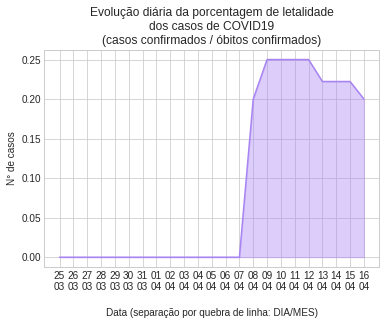 Evolução diária da porcentagem de letalidade
dos casos de COVID19
(casos confirmados / óbitos confirmados)
0.25
0.20
0.15
0.10
0.05
0.00
N° de casos
25 26 27 28 29 30 31 01 02 03 04 05 06 07 08 09 10 11 12 13 14 15 16
03 03 03 03 03 03 03 04 04 04 04 04 04 04 04 04 04 04 04 04 04 04 04
Data (separação por quebra de linha: DIA/MES)